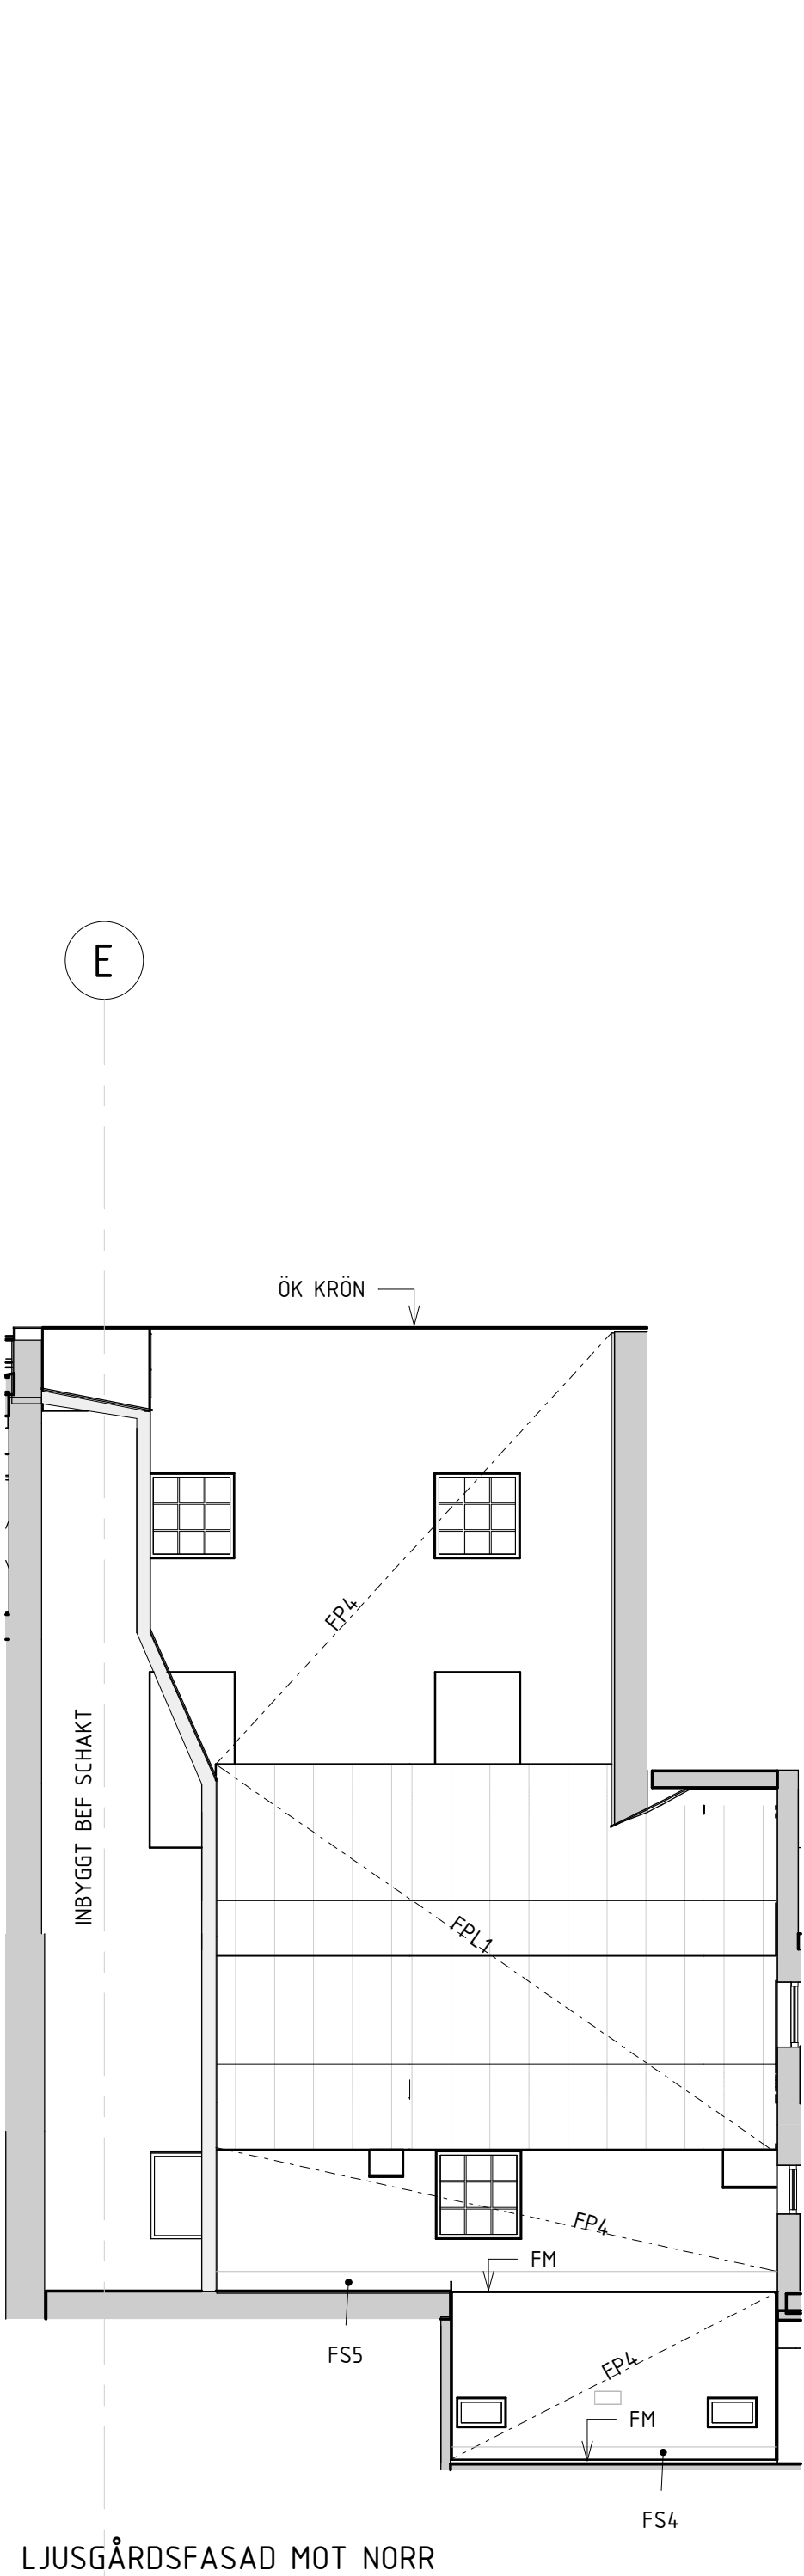 E
ÖK KRÖN
FP4
INBYGGT BEF SCHAKT
FPL1
FP4
FM
FS5
FP4
FM
FS4
LJUSGÅRDSFASAD MOT NORR